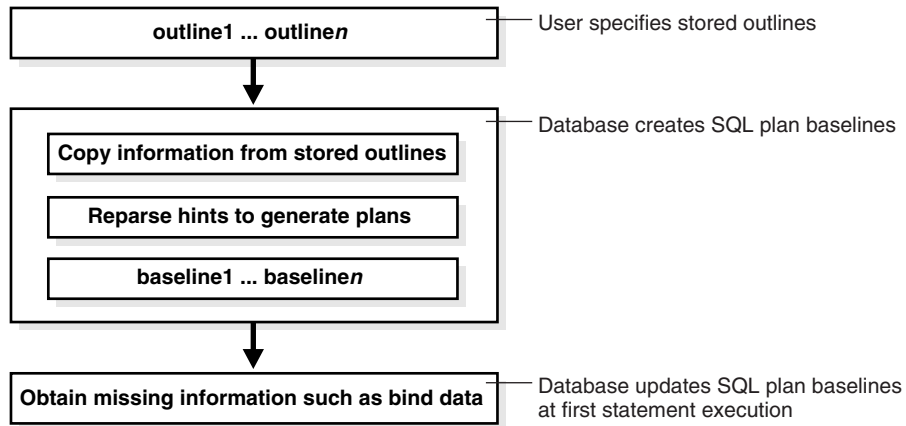 outline1 ... outlinen
User specifies stored outlines
Database creates SQL plan baselines
Copy information from stored outlines
Reparse hints to generate plans
baseline1 ... baselinen
Obtain missing information such as bind data
Database updates SQL plan baselines
at first statement execution